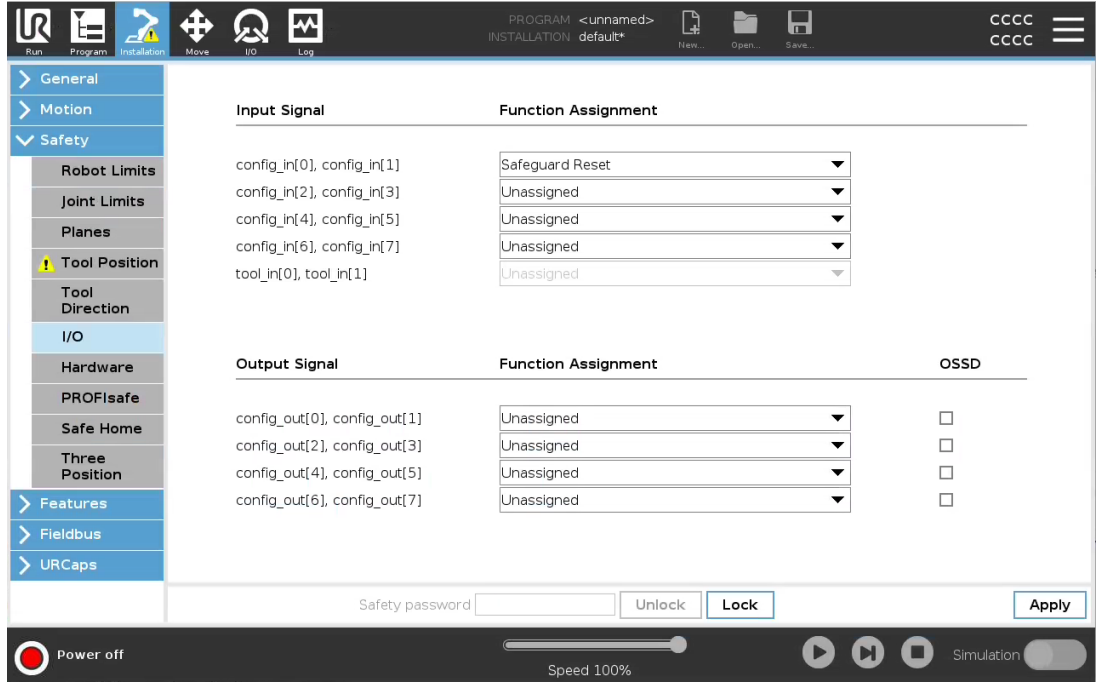 PROGRAM <unnamed>
INSTALLATION default*
CCCC
CCCC
Run Program Installation Move I/O Log New... Open... Save...
General
Motion
Safety
Robot Limits
Joint Limits
Planes
Tool Position
Tool
Direction
I/O
Hardware
PROFIsafe
Safe Home
Three
Position
Features
Fieldbus
URCaps
Input Signal Function Assignment
config_in[0], config_in[1] Safeguard Reset
config_in[2], config_in[3] Unassigned
config_in[4], config_in[5] Unassigned
config_in[6], config_in[7] Unassigned
tool_in[0], tool_in[1] Unassigned
Output Signal Function Assignment OSSD
config_out[0], config_out[1] Unassigned
config_out[2], config_out[3] Unassigned
config_out[4], config_out[5] Unassigned
config_out[6], config_out[7] Unassigned
Safety password Unlock Lock Apply
Power off
Speed 100%
Simulation